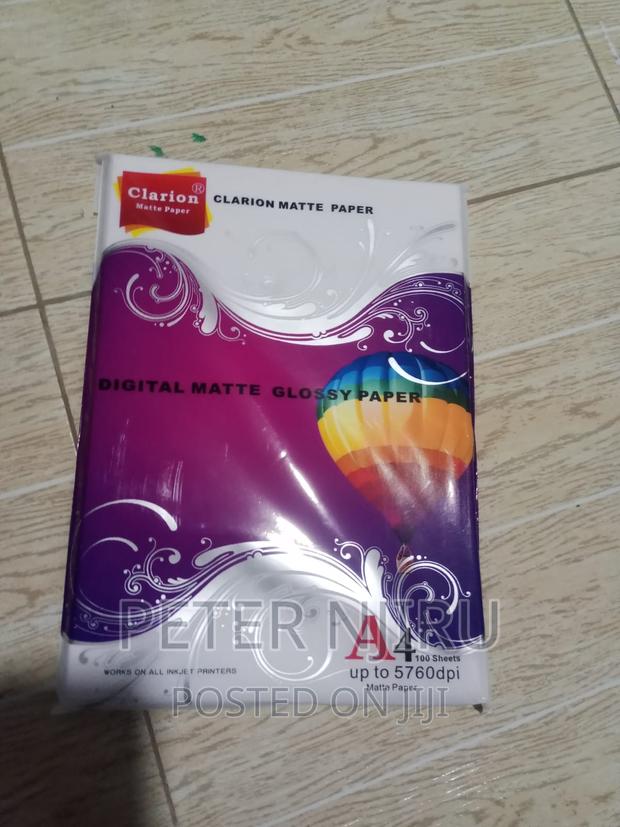 Clarion ®
Matte Paper
CLARION MATTE PAPER
DIGITAL MATTE GLOSSY PAPER
PETER
A4
100 Sheets
WORKS ON ALL INKJET PRINTERS
up to 5760dpi
Matte Paper
POSTED ON JIJI